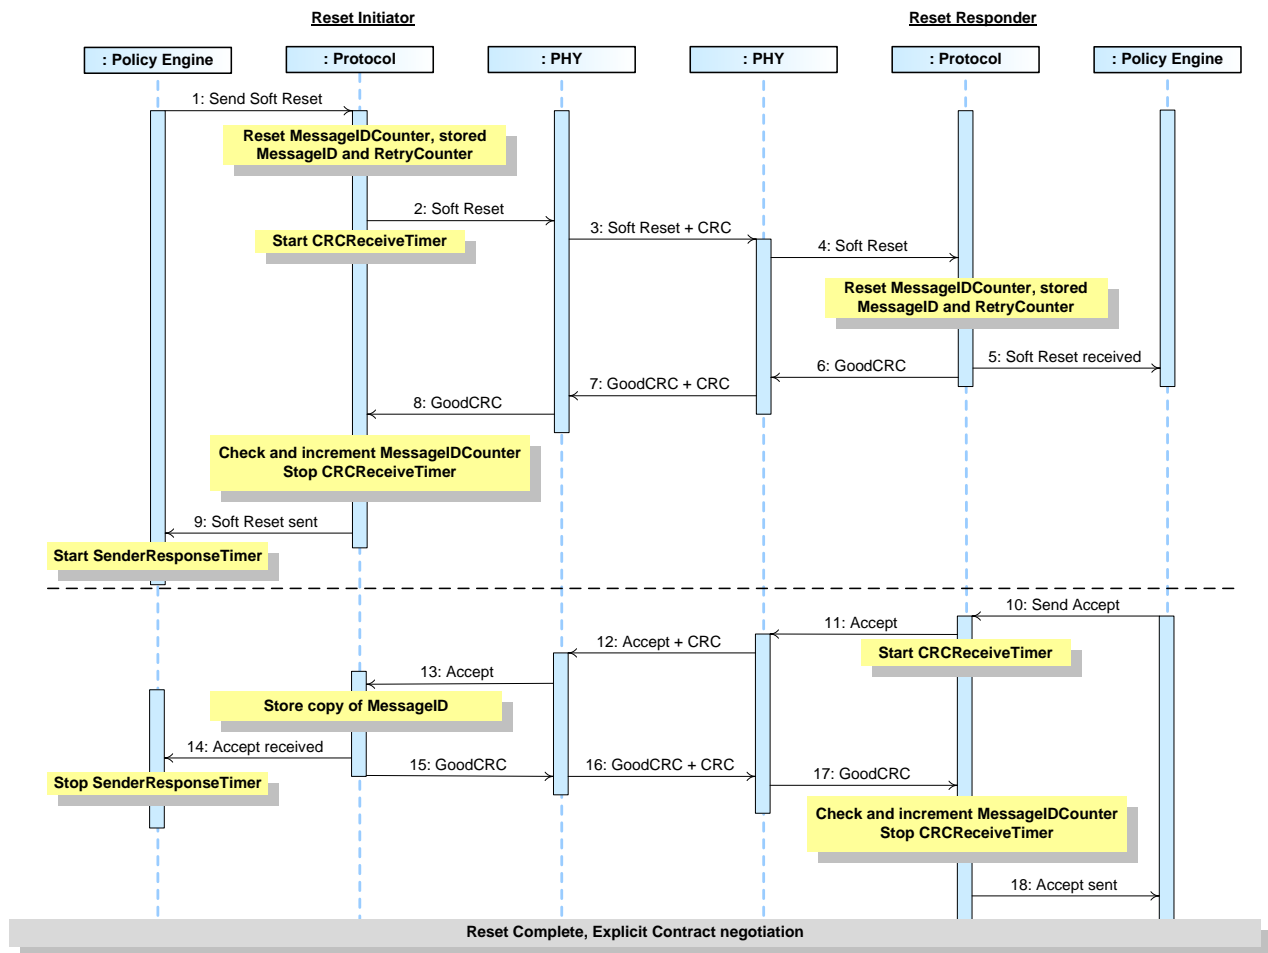 Reset Initiator
Reset Responder
: Policy Engine
: Protocol
: PHY
: PHY
: Protocol
: Policy Engine
1: Send Soft Reset
Reset MessageIDCounter, stored
MessageID and RetryCounter
2: Soft Reset
Start CRCReceiveTimer
3: Soft Reset + CRC
4: Soft Reset
Reset MessageIDCounter, stored
MessageID and RetryCounter
5: Soft Reset received
6: GoodCRC
7: GoodCRC + CRC
8: GoodCRC
Check and increment MessageIDCounter
Stop CRCReceiveTimer
9: Soft Reset sent
Start SenderResponseTimer
10: Send Accept
11: Accept
Start CRCReceiveTimer
12: Accept + CRC
13: Accept
Store copy of MessageID
14: Accept received
Stop SenderResponseTimer
15: GoodCRC
16: GoodCRC + CRC
17: GoodCRC
Check and increment MessageIDCounter
Stop CRCReceiveTimer
18: Accept sent
Reset Complete, Explicit Contract negotiation